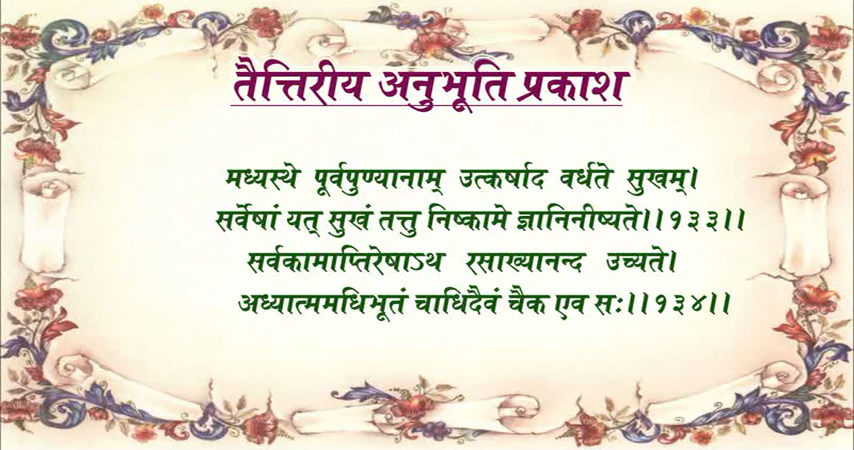 तैत्तिरीय अनुभूति प्रकाश
मध्यस्थे पूर्वपुण्यानाम् उत्कर्षाद वर्धते सुखम्।
सर्वेषां यत् सुखं तत्तु निष्कामे ज्ञानिनीष्यते।।१३३।।
सर्वकामाप्तिरेषाऽथ रसाख्यानन्द उच्यते।
अध्यात्ममधिभूतं चाधिदैवं चैक एव सः।।१३४।।